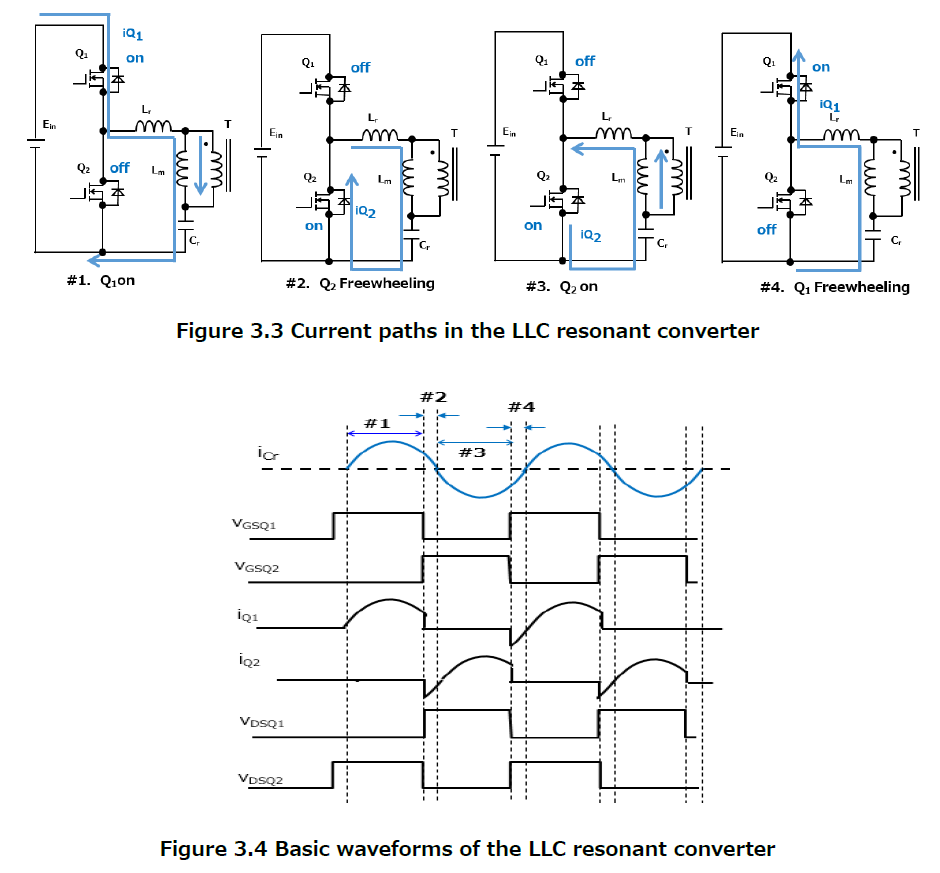 iQ₁
Q₁
on
Lᵣ
T
Eᵢₙ
Q₂
off
Lₘ
Cᵣ
#1. Q₁on
Q₁
off
Lᵣ
T
Eᵢₙ
Q₂
Lₘ
on
iQ₂
Cᵣ
#2. Q₂ Freewheeling
Q₁
off
Lᵣ
T
Eᵢₙ
Q₂
Lₘ
on
iQ₂
Cᵣ
#3. Q₂ on
Q₁
on
iQ₁
Lᵣ
T
Eᵢₙ
Q₂
Lₘ
off
Cᵣ
#4. Q₁ Freewheeling
Figure 3.3 Current paths in the LLC resonant converter
#2
#4
#1
#3
iCr
VGSQ1
VGSQ2
iQ1
iQ2
VDSQ1
VDSQ2
Figure 3.4 Basic waveforms of the LLC resonant converter